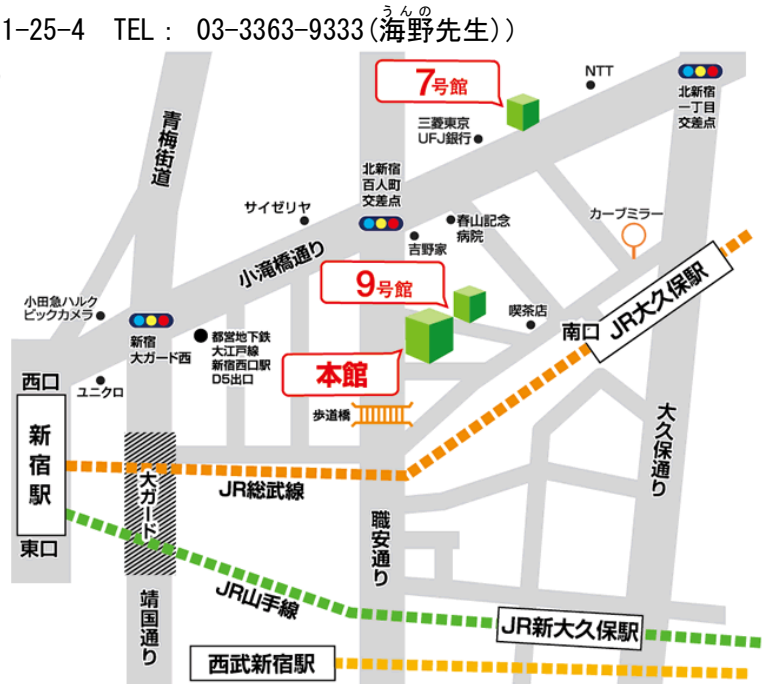 うんの
1-25-4　TEL： 03-3363-9333(海野先生))
7号館
NTT
北新宿
一丁目
交差点
三菱東京
UFJ銀行
青梅街道
北新宿
百人町
交差点
サイゼリヤ
春山記念
病院
カーブミラー
吉野家
小滝橋通り
9号館
小田急ハルク
ビックカメラ
喫茶店
南口
JR大久保駅
新宿
大ガード西
都営地下鉄
大江戸線
新宿西口駅
D5出口
本館
西口
ユニクロ
歩道橋
新宿駅
大久保通り
大ガード
JR総武線
職安通り
東口
JR山手線
靖国通り
JR新大久保駅
西武新宿駅